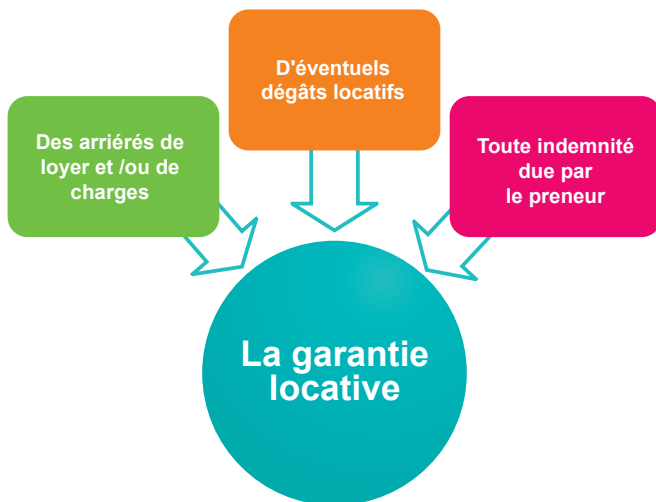 D'éventuels
dégâts locatifs
Des arriérés de
loyer et /ou de
charges
Toute indemnité
due par
le preneur
La garantie
locative